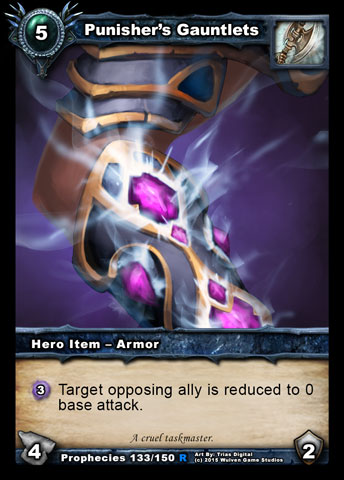 5
Punisher's Gauntlets
Hero Item – Armor
3 Target opposing ally is reduced to 0
base attack.
A cruel taskmaster.
4
Prophecies 133/150 R
Art By: Trias Digital
(c) 2015 Wulven Game Studios
2